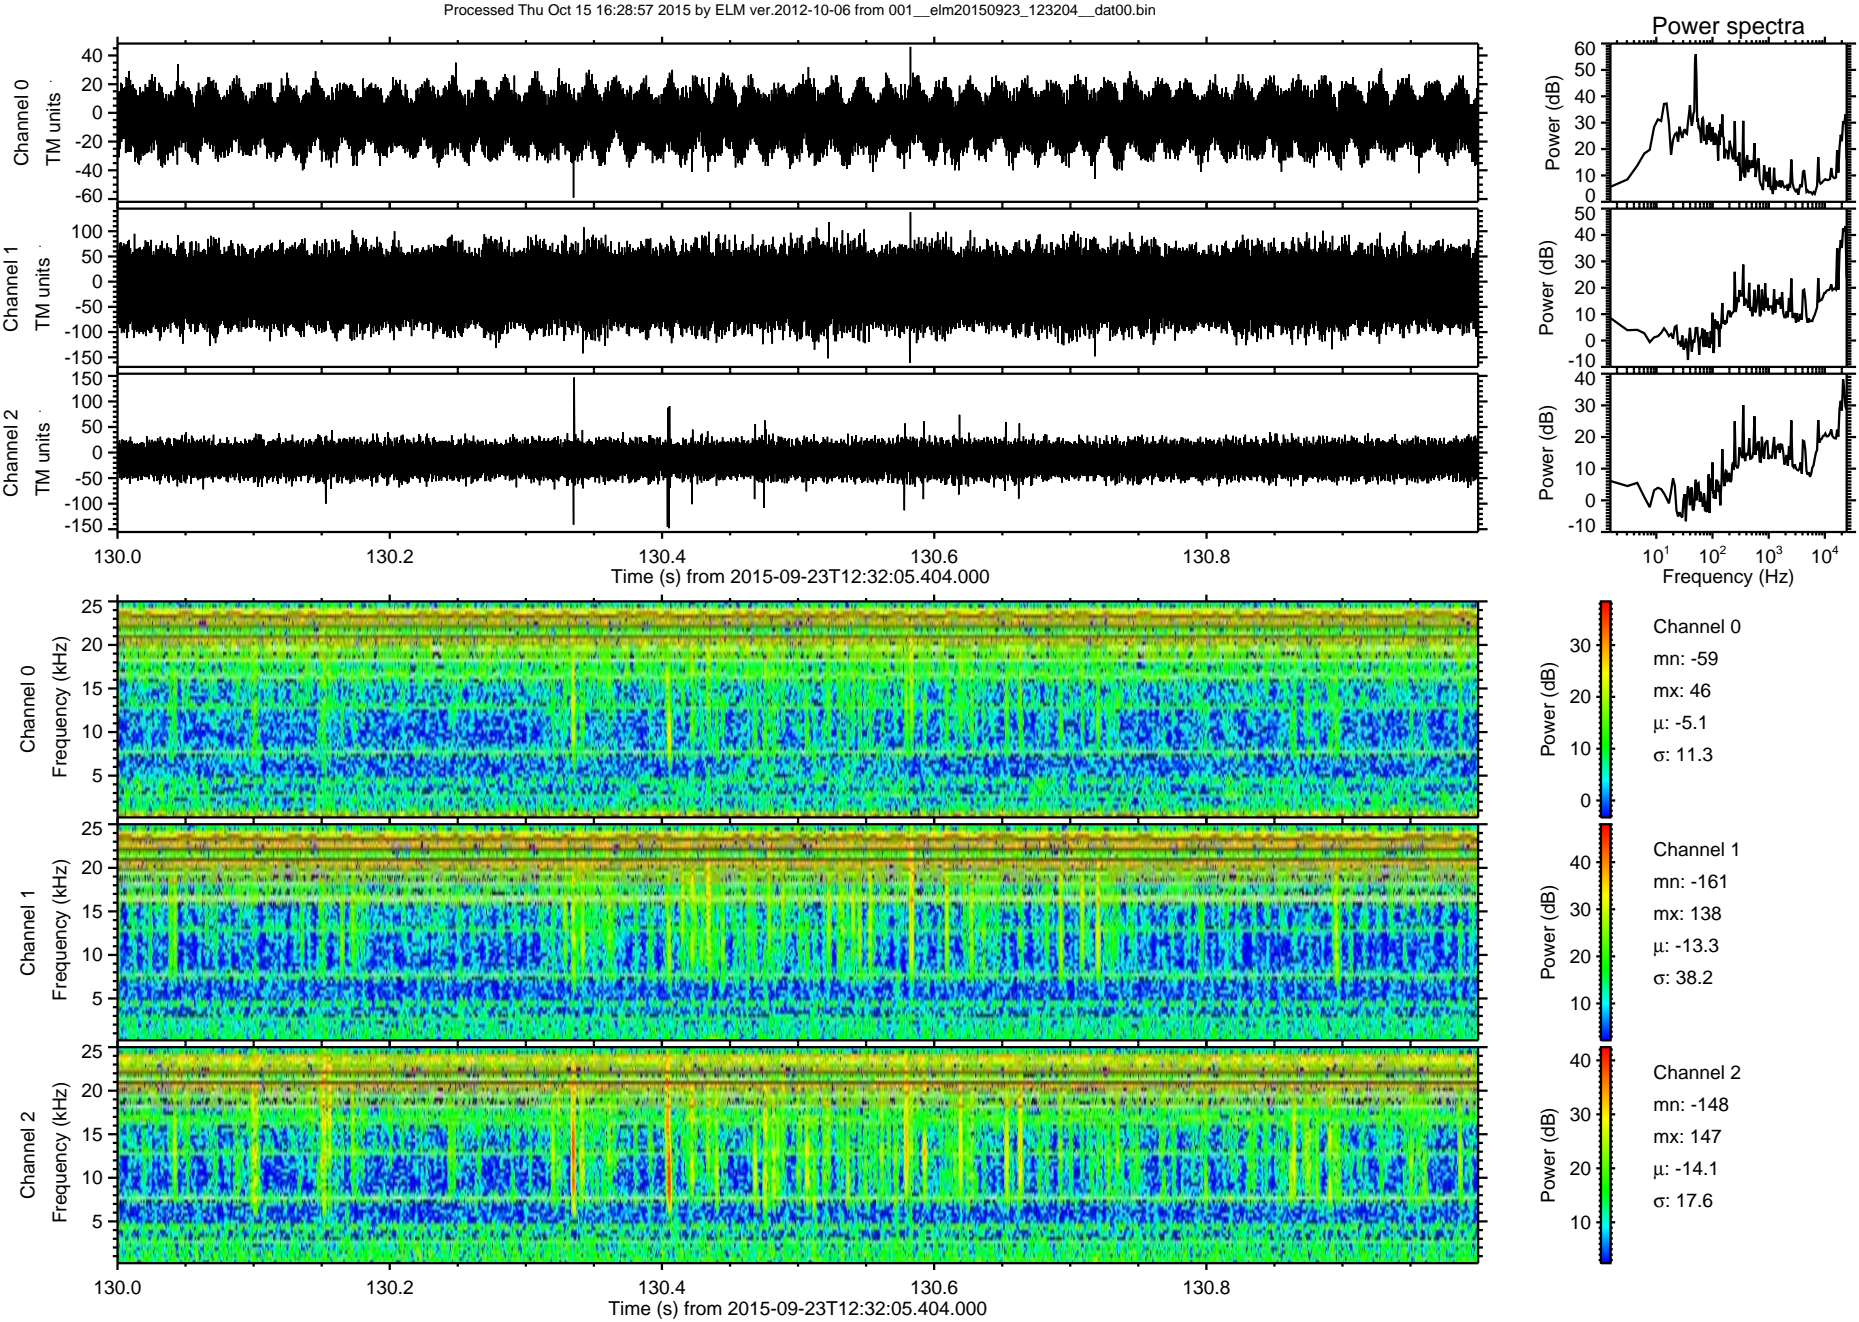 Processed Thu Oct 15 16:28:57 2015 by ELM ver.2012-10-06 from 001__elm20150923_123204__dat00.bin
Power spectra
Channel 0
TM units
40
20
0
-20
-40
-60
Power (dB)
60
50
40
30
20
10
0
Channel 1
TM units
100
50
0
-50
-100
-150
Power (dB)
50
40
30
20
10
0
-10
Channel 2
TM units
150
100
50
0
-50
-100
-150
Power (dB)
40
30
20
10
0
-10
130.0 130.2 130.4 130.6 130.8
Time (s) from 2015-09-23T12:32:05.404.000
10^1 10^2 10^3 10^4
Frequency (Hz)
Channel 0
Frequency (kHz)
25
20
15
10
5
Power (dB)
30
20
10
0
Channel 0
mn: -59
mx: 46
μ: -5.1
σ: 11.3
Channel 1
Frequency (kHz)
25
20
15
10
5
Power (dB)
40
30
20
10
Channel 1
mn: -161
mx: 138
μ: -13.3
σ: 38.2
Channel 2
Frequency (kHz)
25
20
15
10
5
Power (dB)
40
30
20
10
Channel 2
mn: -148
mx: 147
μ: -14.1
σ: 17.6
130.0 130.2 130.4 130.6 130.8
Time (s) from 2015-09-23T12:32:05.404.000